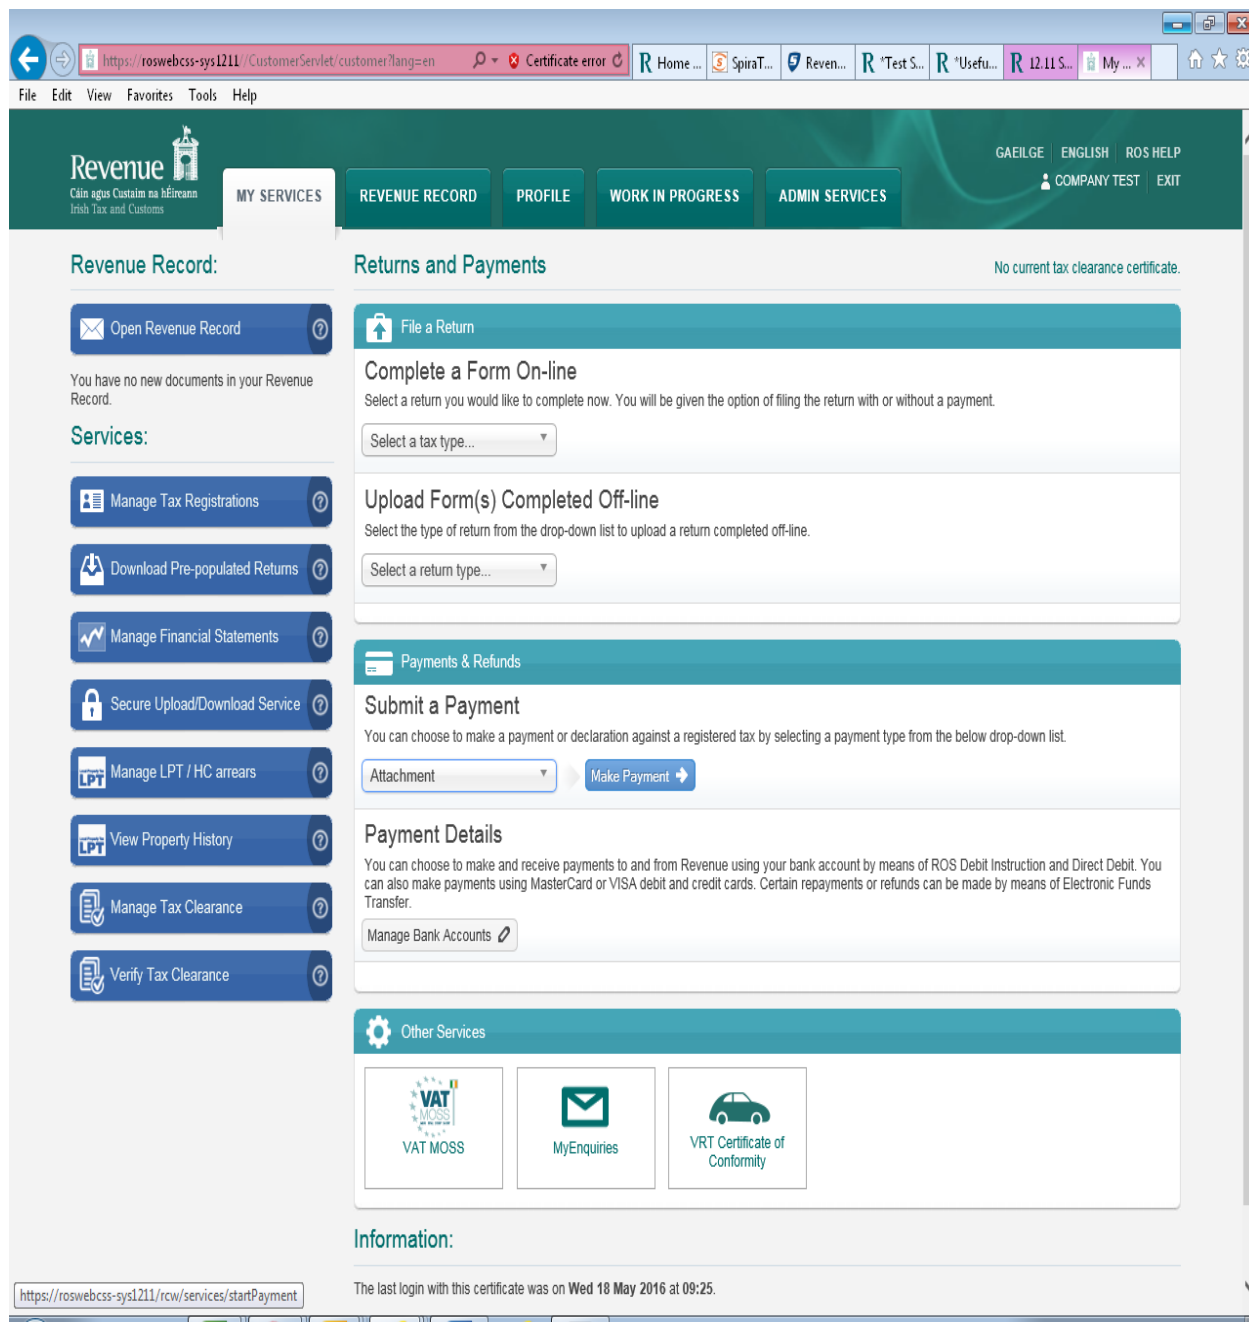 https://roswebcss-sys1211//CustomerServlet/customer?lang=en
Certificate error
Home ...
SpiraT...
Reven...
*Test S...
*Usefu...
12.11 S...
My ...
File Edit View Favorites Tools Help
Revenue
Cáin agus Custaim na hÉireann
Irish Tax and Customs
MY SERVICES
REVENUE RECORD
PROFILE
WORK IN PROGRESS
ADMIN SERVICES
GAEILGE ENGLISH ROS HELP
COMPANY TEST EXIT
Revenue Record:
Open Revenue Record
You have no new documents in your Revenue
Record.
Services:
Manage Tax Registrations
Download Pre-populated Returns
Manage Financial Statements
Secure Upload/Download Service
LPT
Manage LPT / HC arrears
LPT
View Property History
Manage Tax Clearance
Verify Tax Clearance
Returns and Payments
No current tax clearance certificate.
File a Return
Complete a Form On-line
Select a return you would like to complete now. You will be given the option of filing the return with or without a payment.
Select a tax type...
Upload Form(s) Completed Off-line
Select the type of return from the drop-down list to upload a return completed off-line.
Select a return type...
Payments & Refunds
Submit a Payment
You can choose to make a payment or declaration against a registered tax by selecting a payment type from the below drop-down list.
Attachment
Make Payment
Payment Details
You can choose to make and receive payments to and from Revenue using your bank account by means of ROS Debit Instruction and Direct Debit. You
can also make payments using MasterCard or VISA debit and credit cards. Certain repayments or refunds can be made by means of Electronic Funds
Transfer.
Manage Bank Accounts
Other Services
VAT
MOSS
VAT MOSS
MyEnquiries
VRT Certificate of
Conformity
Information:
The last login with this certificate was on Wed 18 May 2016 at 09:25.
https://roswebcss-sys1211/rcw/services/startPayment